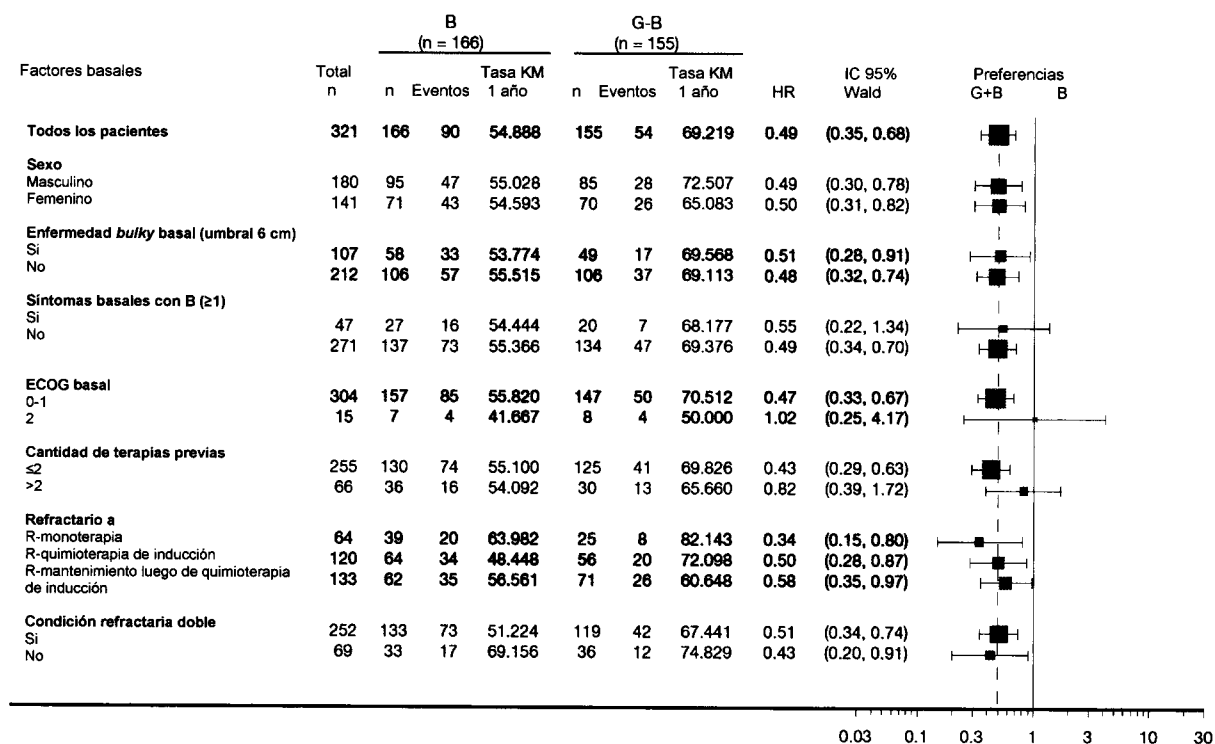 B G-B
(n = 166) (n = 155)
Factores basales Total Tasa KM Tasa KM IC 95% Preferencias
n n Eventos 1 año n Eventos 1 año HR Wald G+B B
Todos los pacientes 321 166 90 54.888 155 54 69.219 0.49 (0.35, 0.68)
Sexo
Masculino 180 95 47 55.028 85 28 72.507 0.49 (0.30, 0.78)
Femenino 141 71 43 54.593 70 26 65.083 0.50 (0.31, 0.82)
Enfermedad bulky basal (umbral 6 cm)
Si 107 58 33 53.774 49 17 69.568 0.51 (0.28, 0.91)
No 212 106 57 55.515 106 37 69.113 0.48 (0.32, 0.74)
Síntomas basales con B (≥1)
Si 47 27 16 54.444 20 7 68.177 0.55 (0.22, 1.34)
No 271 137 73 55.366 134 47 69.376 0.49 (0.34, 0.70)
ECOG basal
0-1 304 157 85 55.820 147 50 70.512 0.47 (0.33, 0.67)
2 15 7 4 41.667 8 4 50.000 1.02 (0.25, 4.17)
Cantidad de terapias previas
≤2 255 130 74 55.100 125 41 69.826 0.43 (0.29, 0.63)
>2 66 36 16 54.092 30 13 65.660 0.82 (0.39, 1.72)
Refractario a
R-monoterapia 64 39 20 63.982 25 8 82.143 0.34 (0.15, 0.80)
R-quimioterapia de inducción 120 64 34 48.448 56 20 72.098 0.50 (0.28, 0.87)
R-mantenimiento luego de quimioterapia 133 62 35 56.561 71 26 60.648 0.58 (0.35, 0.97)
de inducción
Condición refractaria doble
Si 252 133 73 51.224 119 42 67.441 0.51 (0.34, 0.74)
No 69 33 17 69.156 36 12 74.829 0.43 (0.20, 0.91)
0.03 0.1 0.3 1 3 10 30